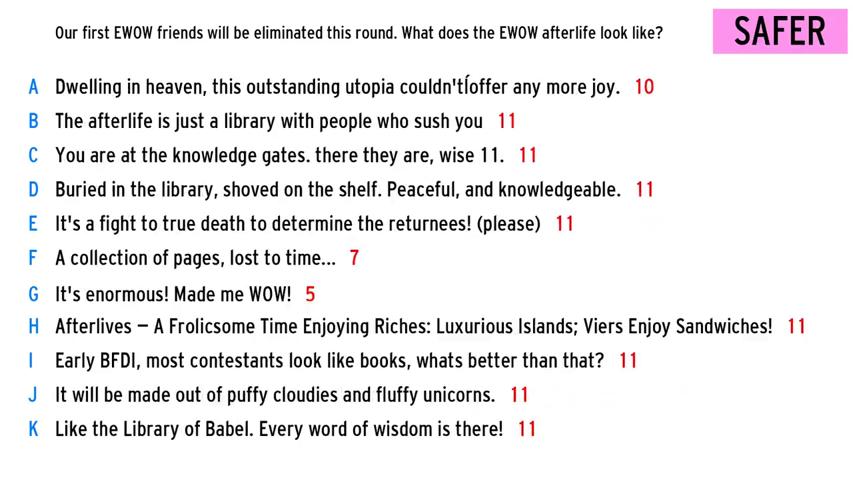 Our first EWOW friends will be eliminated this round. What does the EWOW afterlife look like?
SAFER
A Dwelling in heaven, this outstanding utopia couldn'tÍoffer any more joy. 10
B The afterlife is just a library with people who sush you 11
C You are at the knowledge gates. there they are, wise 11. 11
D Buried in the library, shoved on the shelf. Peaceful, and knowledgeable. 11
E It's a fight to true death to determine the returnees! (please) 11
F A collection of pages, lost to time... 7
G It's enormous! Made me WOW! 5
H Afterlives – A Frolicsome Time Enjoying Riches: Luxurious Islands; Viers Enjoy Sandwiches! 11
I Early BFDI, most contestants look like books, whats better than that? 11
J It will be made out of puffy cloudies and fluffy unicorns. 11
K Like the Library of Babel. Every word of wisdom is there! 11